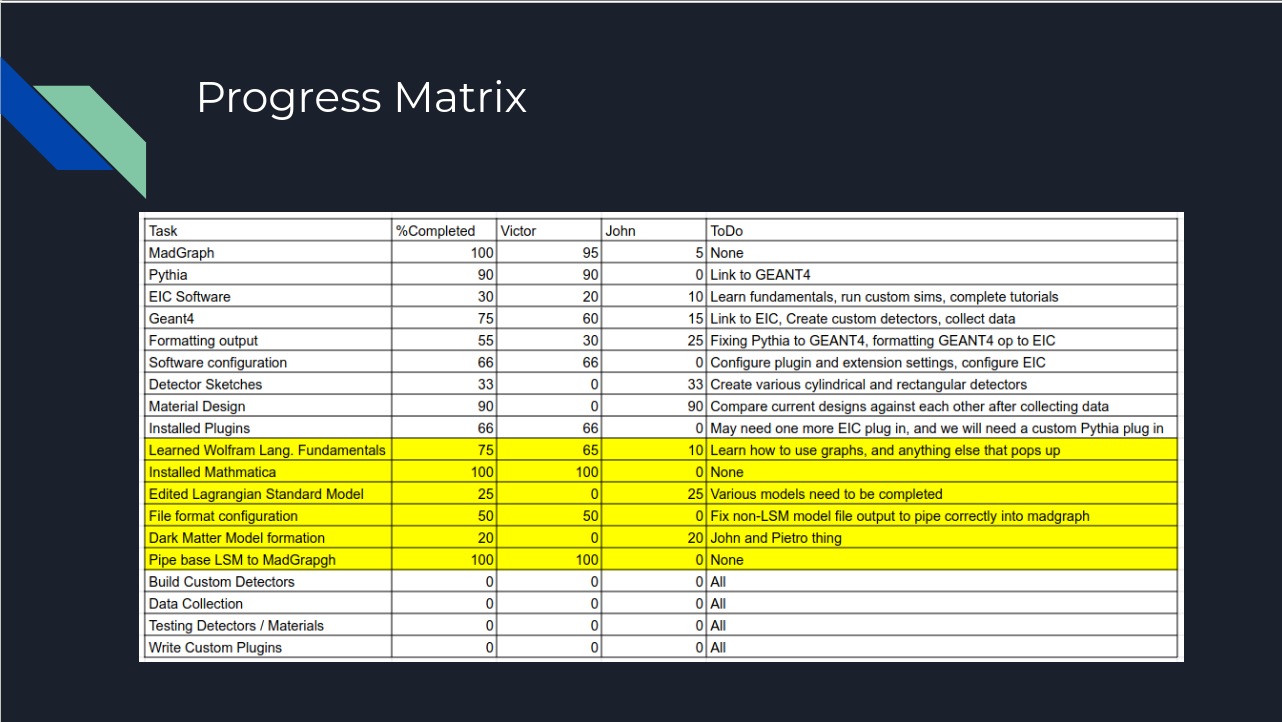 Progress Matrix
Task %Completed Victor John ToDo
MadGraph 100 95 5 None
Pythia 90 90 0 Link to GEANT4
EIC Software 30 20 10 Learn fundamentals, run custom sims, complete tutorials
Geant4 75 60 15 Link to EIC, Create custom detectors, collect data
Formatting output 55 30 25 Fixing Pythia to GEANT4, formatting GEANT4 op to EIC
Software configuration 66 66 0 Configure plugin and extension settings, configure EIC
Detector Sketches 33 0 33 Create various cylindrical and rectangular detectors
Material Design 90 0 90 Compare current designs against each other after collecting data
Installed Plugins 66 66 0 May need one more EIC plug in, and we will need a custom Pythia plug in
Learned Wolfram Lang. Fundamentals 75 65 10 Learn how to use graphs, and anything else that pops up
Installed Mathmatica 100 100 0 None
Edited Lagrangian Standard Model 25 0 25 Various models need to be completed
File format configuration 50 50 0 Fix non-LSM model file output to pipe correctly into madgraph
Dark Matter Model formation 20 0 20 John and Pietro thing
Pipe base LSM to MadGrapgh 100 100 0 None
Build Custom Detectors 0 0 0 All
Data Collection 0 0 0 All
Testing Detectors / Materials 0 0 0 All
Write Custom Plugins 0 0 0 All